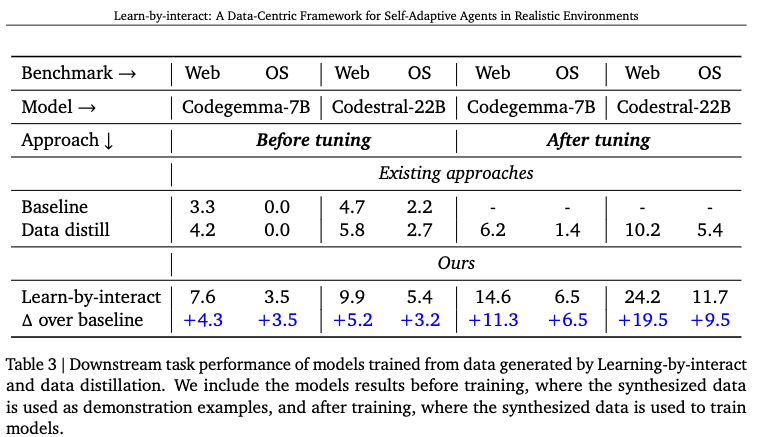 Learn-by-interact: A Data-Centric Framework for Self-Adaptive Agents in Realistic Environments
Benchmark → Web OS Web OS Web OS Web OS
Model → Codegemma-7B Codestral-22B Codegemma-7B Codestral-22B
Approach ↓ Before tuning After tuning
Existing approaches
Baseline 3.3 0.0 4.7 2.2 - - - -
Data distill 4.2 0.0 5.8 2.7 6.2 1.4 10.2 5.4
Ours
Learn-by-interact 7.6 3.5 9.9 5.4 14.6 6.5 24.2 11.7
Δ over baseline +4.3 +3.5 +5.2 +3.2 +11.3 +6.5 +19.5 +9.5
Table 3 | Downstream task performance of models trained from data generated by Learning-by-interact
and data distillation. We include the models results before training, where the synthesized data
is used as demonstration examples, and after training, where the synthesized data is used to train
models.